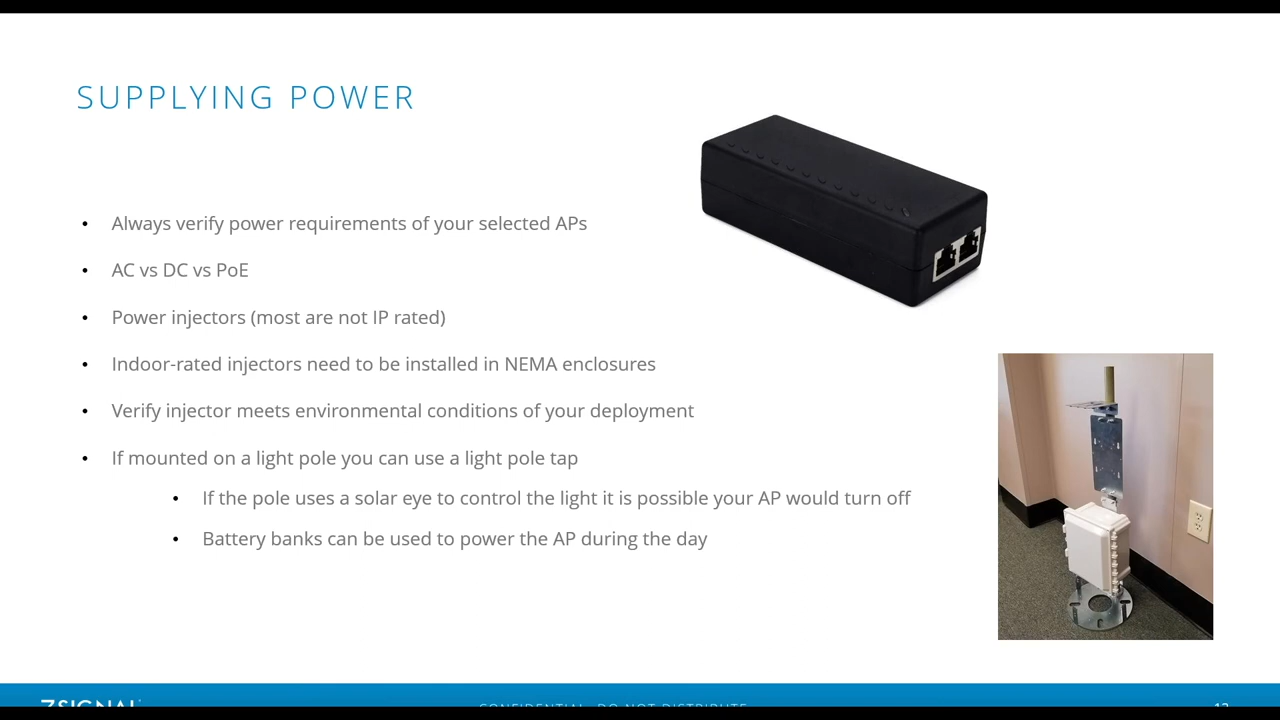 SUPPLYING POWER
• Always verify power requirements of your selected APs
• AC vs DC vs PoE
• Power injectors (most are not IP rated)
• Indoor-rated injectors need to be installed in NEMA enclosures
• Verify injector meets environmental conditions of your deployment
• If mounted on a light pole you can use a light pole tap
• If the pole uses a solar eye to control the light it is possible your AP would turn off
• Battery banks can be used to power the AP during the day
7SIGNAL
CONFIDENTIAL DO NOT DISTRIBUTE